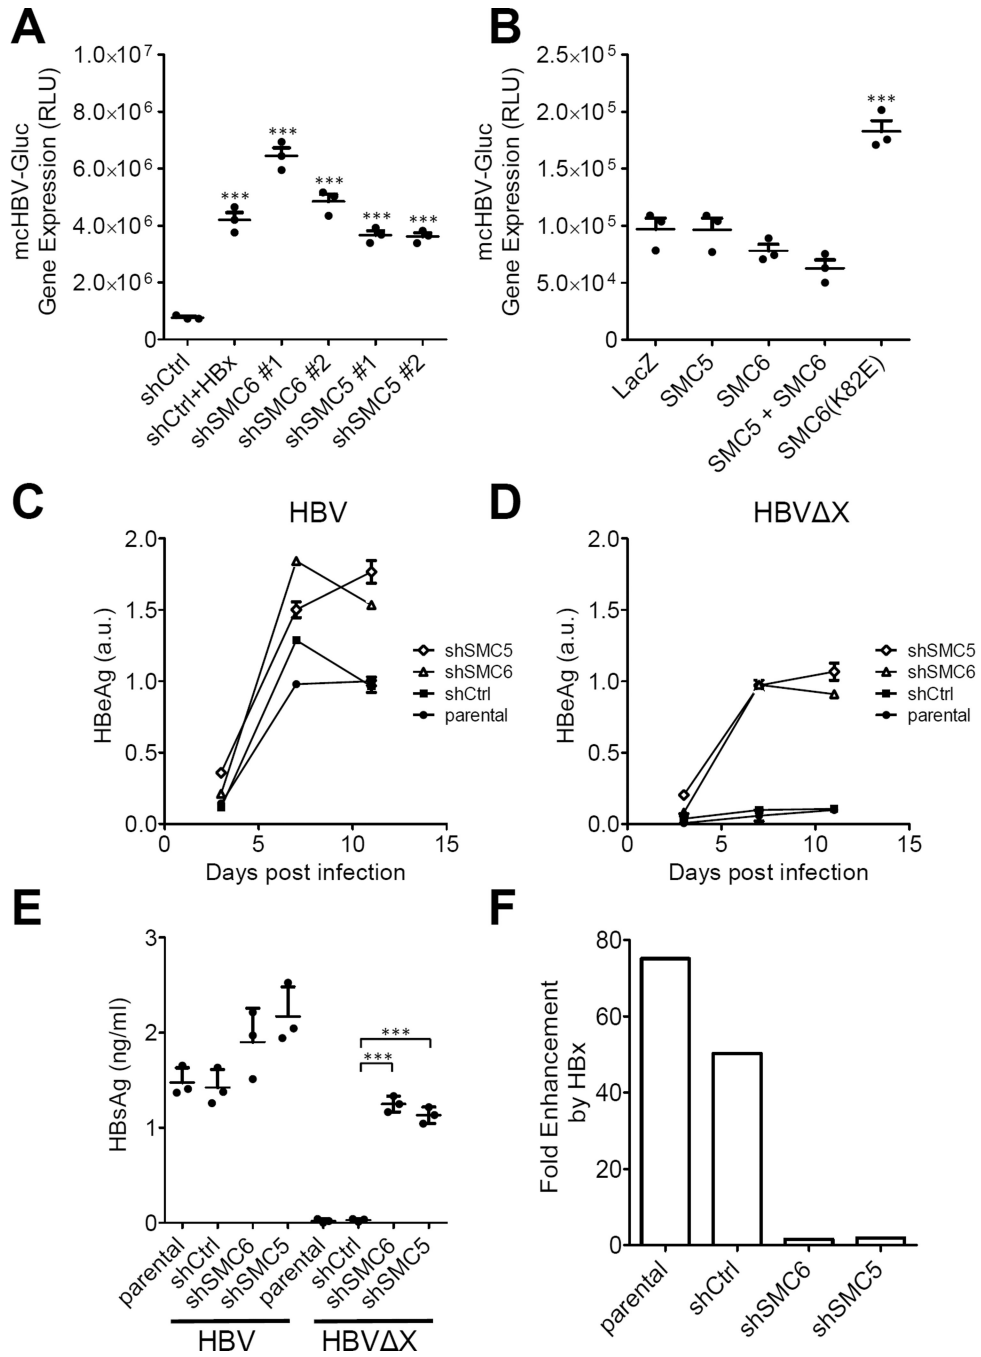 A
mcHBV-Gluc
Gene Expression (RLU)
1.0×10⁷
8.0×10⁶
6.0×10⁶
4.0×10⁶
2.0×10⁶
0
***
***
***
***
***
shCtrl
shCtrl+HBx
shSMC6 #1
shSMC6 #2
shSMC5 #1
shSMC5 #2
B
mcHBV-Gluc
Gene Expression (RLU)
2.5×10⁵
2.0×10⁵
1.5×10⁵
1.0×10⁵
5.0×10⁴
0
***
LacZ
SMC5
SMC6
SMC5 + SMC6
SMC6(K82E)
C
HBV
HBeAg (a.u.)
2.0
1.5
1.0
0.5
0.0
0 5 10 15
Days post infection
shSMC5
shSMC6
shCtrl
parental
D
HBVΔX
HBeAg (a.u.)
2.0
1.5
1.0
0.5
0.0
0 5 10 15
Days post infection
shSMC5
shSMC6
shCtrl
parental
E
HBsAg (ng/ml)
3
2
1
0
***
***
parental
shCtrl
shSMC6
shSMC5
parental
shCtrl
shSMC6
shSMC5
HBV
HBVΔX
F
Fold Enhancement
by HBx
80
60
40
20
0
parental
shCtrl
shSMC6
shSMC5